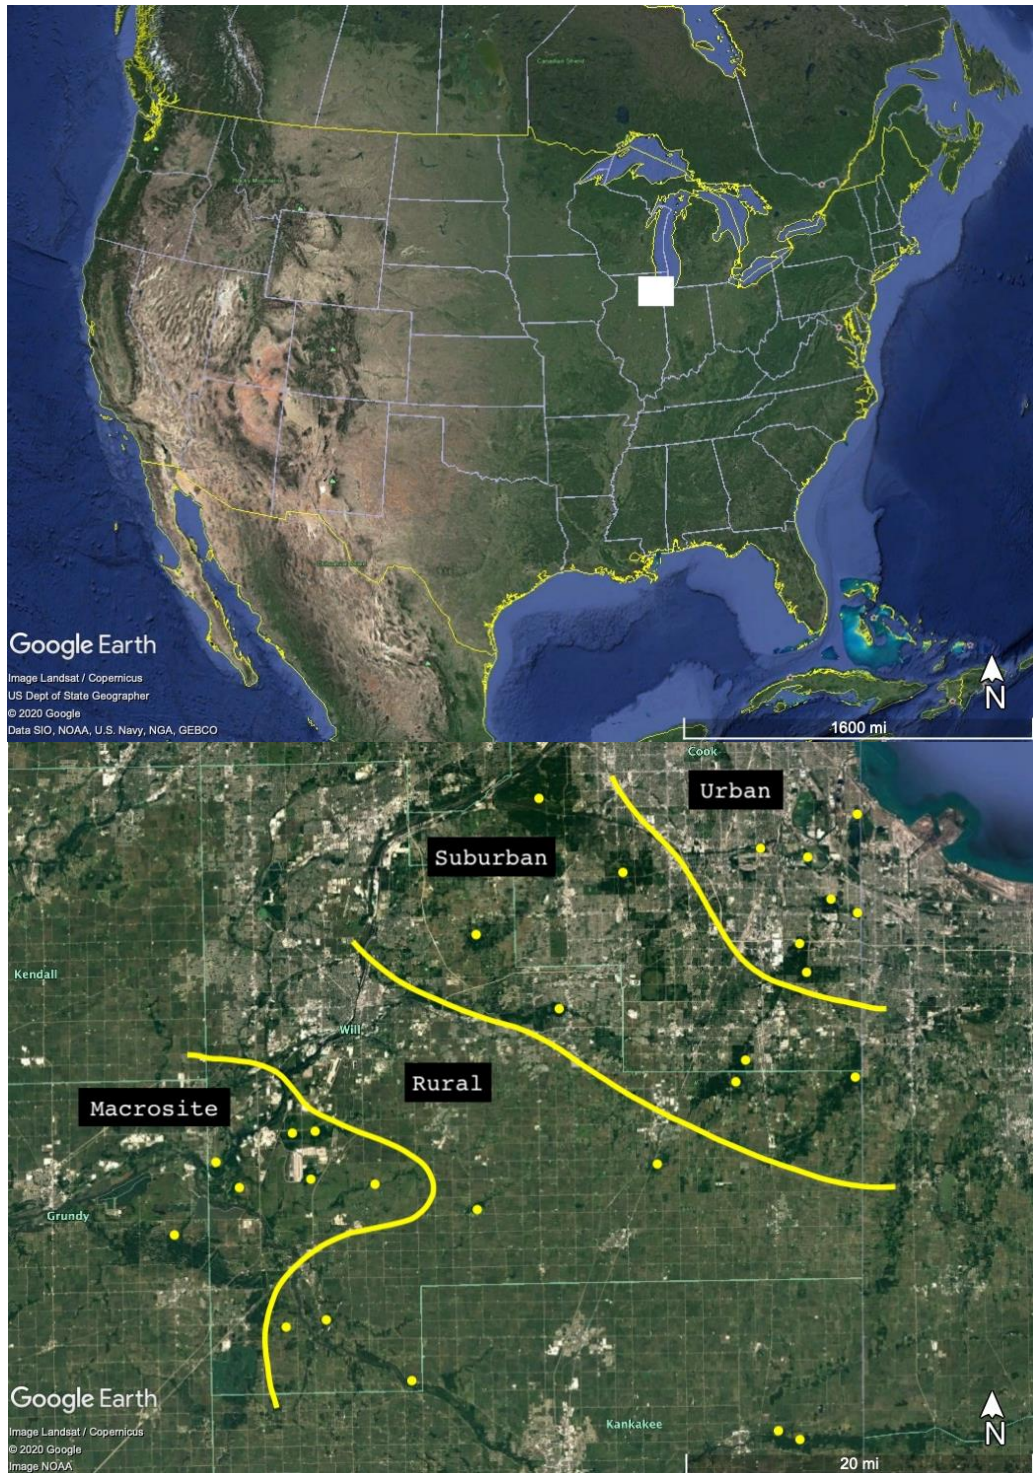 Canadian Shield
Google Earth
Image Landsat / Copernicus
US Dept of State Geographer
© 2020 Google
Data SIO, NOAA, U.S. Navy, NGA, GEBCO
N
1600 mi
Cook
Urban
Suburban
Kendall
Will
Rural
Macrosite
Grundy
Google Earth
Image Landsat / Copernicus
© 2020 Google
Image NOAA
Kankakee
N
20 mi